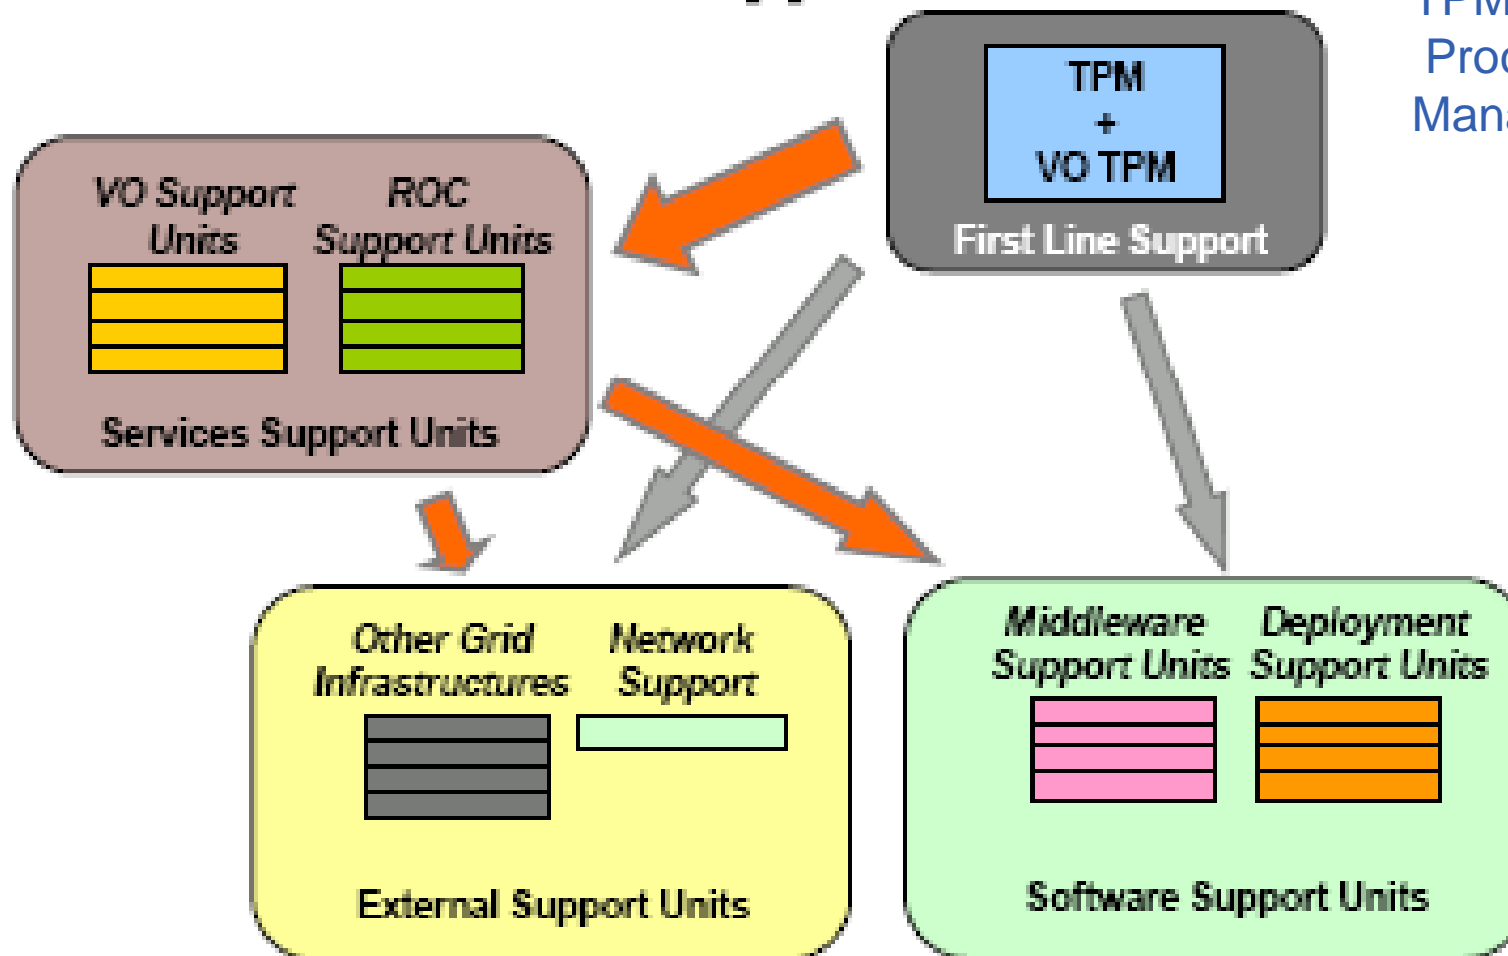 TPM
+
VO TPM
First Line Support
TPM
VO Support
Units
ROC
Support Units
Services Support Units
Other Grid
Infrastructures
Network
Support
External Support Units
Middleware
Support Units
Deployment
Support Units
Software Support Units